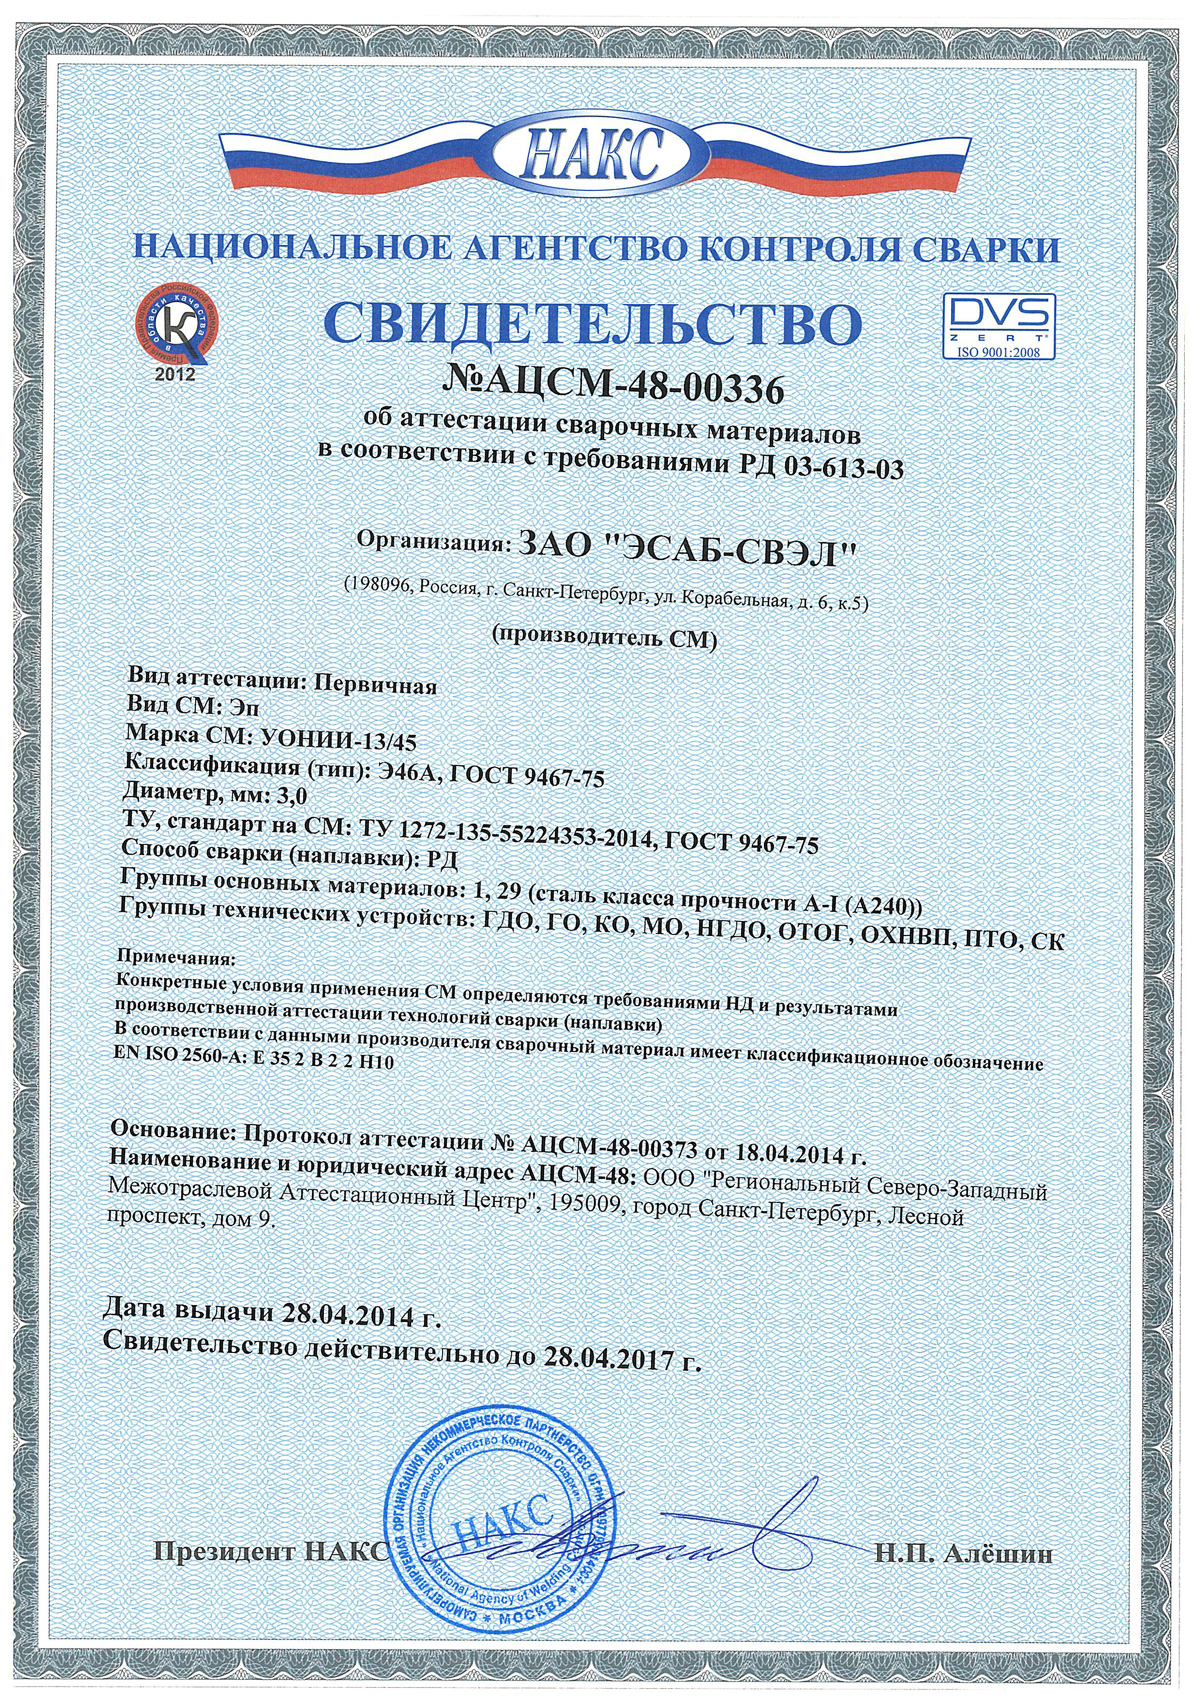 НАКС
НАЦИОНАЛЬНОЕ АГЕНТСТВО КОНТРОЛЯ СВАРКИ
Премия Правительства Российской Федерации
в области качества
К
2012
СВИДЕТЕЛЬСТВО
DVS
ZERT
ISO 9001:2008
№АЦСМ-48-00336
об аттестации сварочных материалов
в соответствии с требованиями РД 03-613-03
Организация: ЗАО "ЭСАБ-СВЭЛ"
(198096, Россия, г. Санкт-Петербург, ул. Корабельная, д. 6, к.5)
(производитель СМ)
Вид аттестации: Первичная
Вид СМ: Эп
Марка СМ: УОНИИ-13/45
Классификация (тип): Э46А, ГОСТ 9467-75
Диаметр, мм: 3,0
ТУ, стандарт на СМ: ТУ 1272-135-55224353-2014, ГОСТ 9467-75
Способ сварки (наплавки): РД
Группы основных материалов: 1, 29 (сталь класса прочности А-I (А240))
Группы технических устройств: ГДО, ГО, КО, МО, НГДО, ОТОГ, ОХНВП, ПТО, СК
Примечания:
Конкретные условия применения СМ определяются требованиями НД и результатами
производственной аттестации технологий сварки (наплавки)
В соответствии с данными производителя сварочный материал имеет классификационное обозначение
EN ISO 2560-A: E 35 2 B 2 2 H10
Основание: Протокол аттестации № АЦСМ-48-00373 от 18.04.2014 г.
Наименование и юридический адрес АЦСМ-48: ООО "Региональный Северо-Западный
Межотраслевой Аттестационный Центр", 195009, город Санкт-Петербург, Лесной
проспект, дом 9.
Дата выдачи 28.04.2014 г.
Свидетельство действительно до 28.04.2017 г.
САМОРЕГУЛИРУЕМАЯ ОРГАНИЗАЦИЯ НЕКОММЕРЧЕСКОЕ ПАРТНЕРСТВО ОГРН
«Национальное Агентство Контроля Сварки»
НАКС
National Agency of Welding
* МОСКВА *
Президент НАКС
Н.П. Алёшин